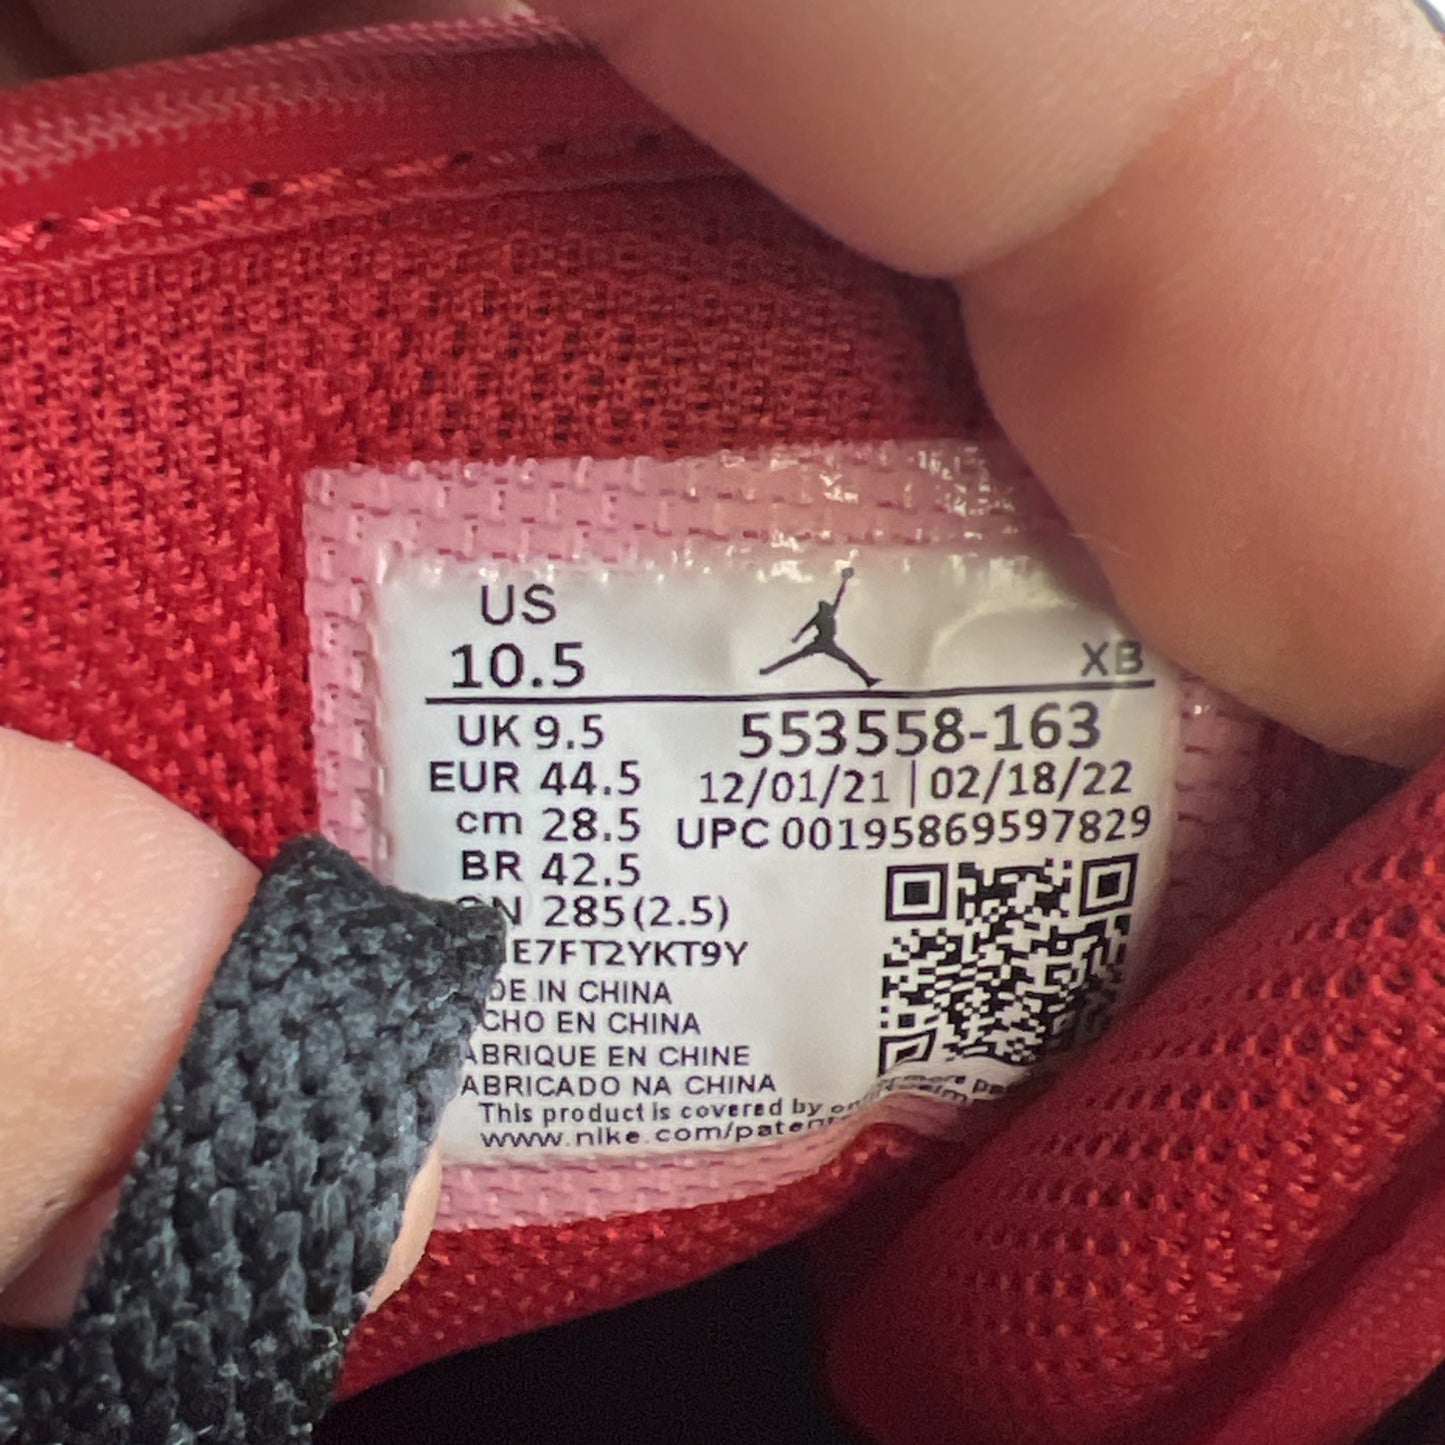 US
10.5
XB
UK 9.5
553558-163
EUR 44.5
12/01/21 | 02/18/22
cm 28.5
UPC 00195869597829
BR 42.5
285(2.5)
E7FT2YKT9Y
DE IN CHINA
CHO EN CHINA
ABRIQUE EN CHINE
ABRICADO NA CHINA
This product is covered by
www.nike.com/patent